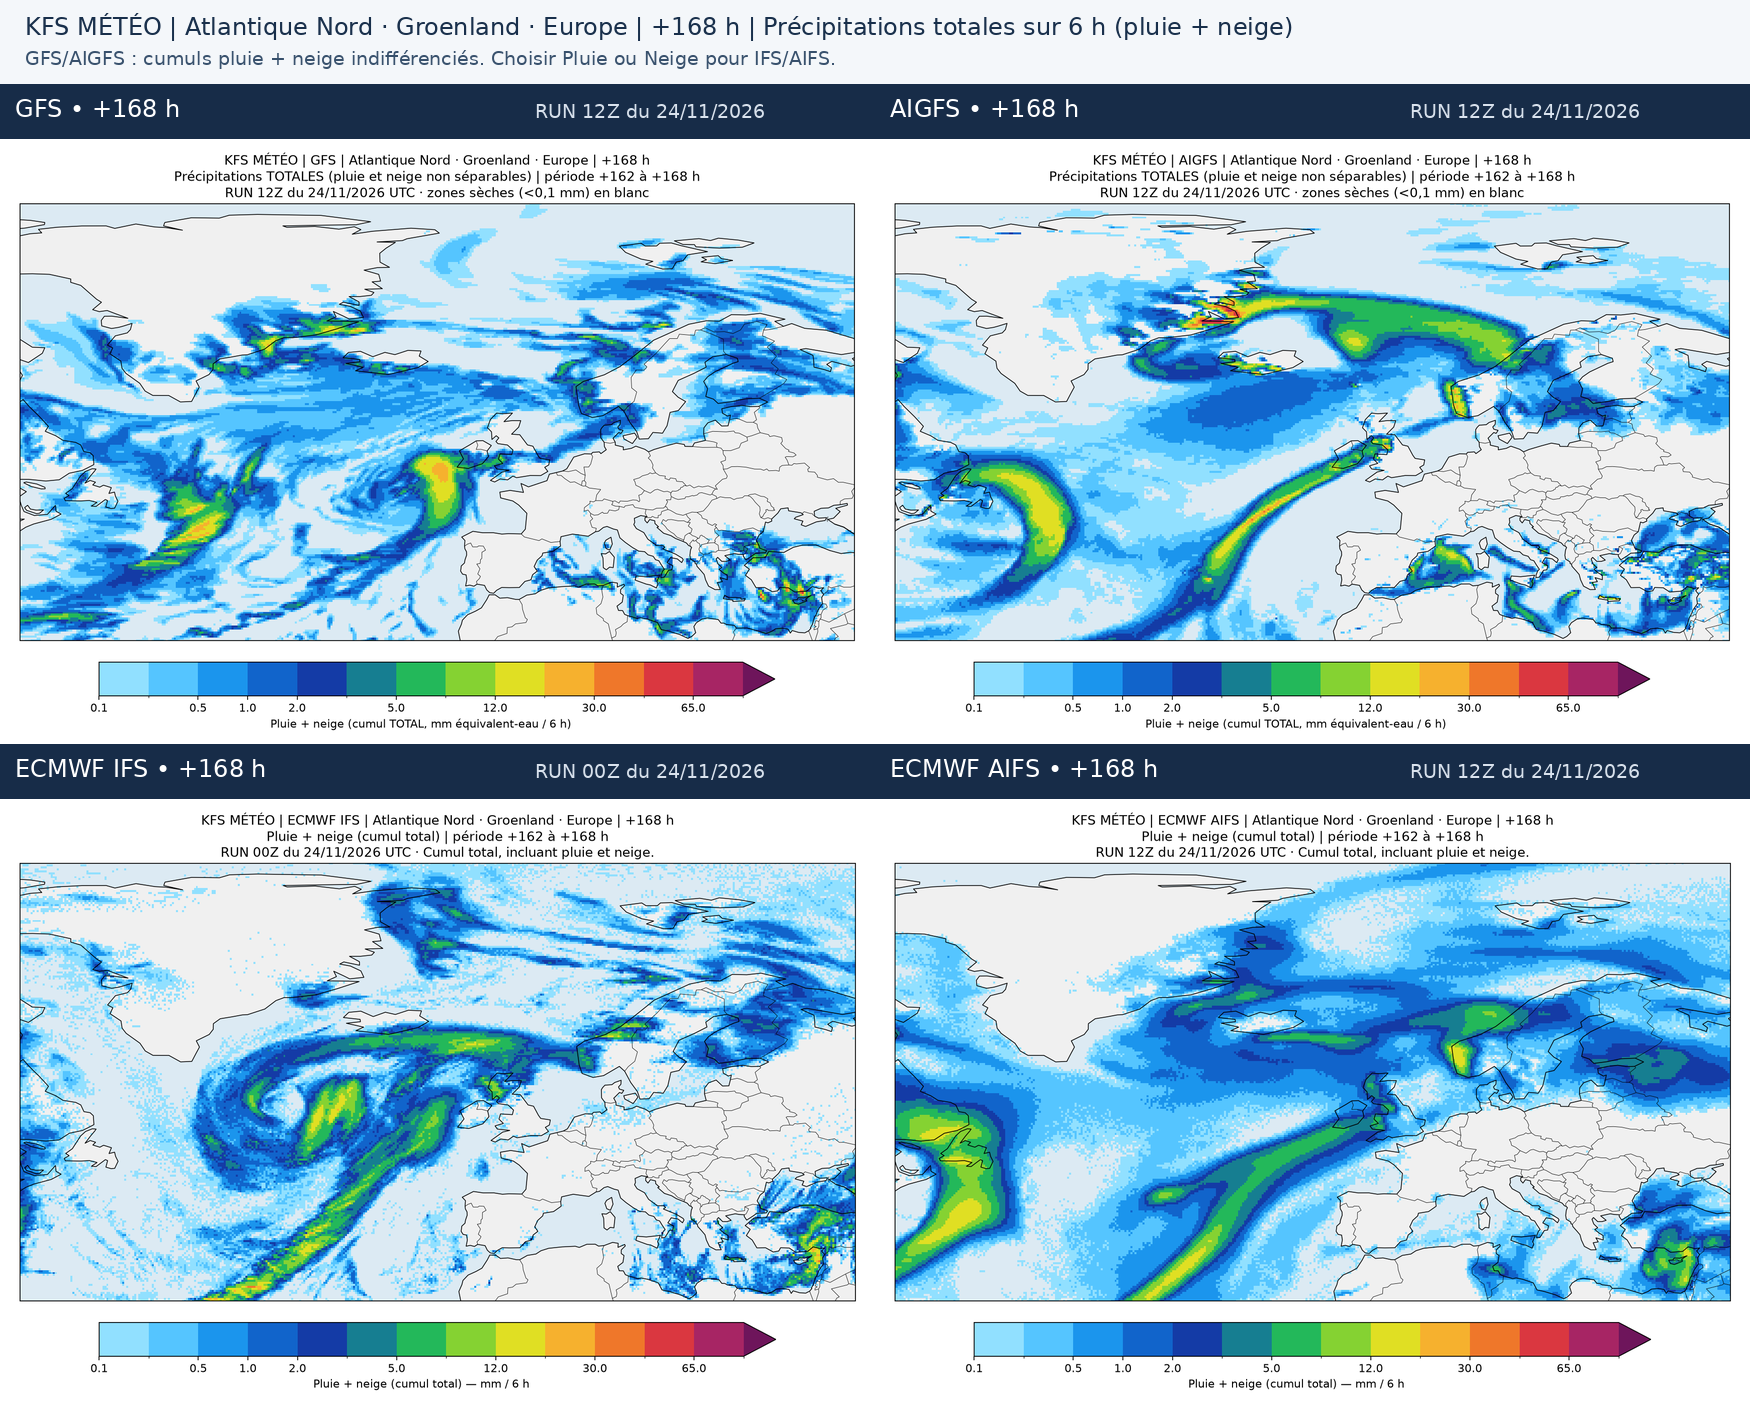 KFS MÉTÉO | Atlantique Nord · Groenland · Europe | +168 h | Précipitations totales sur 6 h (pluie + neige)
GFS/AIGFS : cumuls pluie + neige indifférenciés. Choisir Pluie ou Neige pour IFS/AIFS.
GFS • +168 h RUN 12Z du 24/11/2026
KFS MÉTÉO | GFS | Atlantique Nord · Groenland · Europe | +168 h
Précipitations TOTALES (pluie et neige non séparables) | période +162 à +168 h
RUN 12Z du 24/11/2026 UTC · zones sèches (<0,1 mm) en blanc
0.1 0.5 1.0 2.0 5.0 12.0 30.0 65.0
Pluie + neige (cumul TOTAL, mm équivalent-eau / 6 h)
AIGFS • +168 h RUN 12Z du 24/11/2026
KFS MÉTÉO | AIGFS | Atlantique Nord · Groenland · Europe | +168 h
Précipitations TOTALES (pluie et neige non séparables) | période +162 à +168 h
RUN 12Z du 24/11/2026 UTC · zones sèches (<0,1 mm) en blanc
0.1 0.5 1.0 2.0 5.0 12.0 30.0 65.0
Pluie + neige (cumul TOTAL, mm équivalent-eau / 6 h)
ECMWF IFS • +168 h RUN 00Z du 24/11/2026
KFS MÉTÉO | ECMWF IFS | Atlantique Nord · Groenland · Europe | +168 h
Pluie + neige (cumul total) | période +162 à +168 h
RUN 00Z du 24/11/2026 UTC · Cumul total, incluant pluie et neige.
0.1 0.5 1.0 2.0 5.0 12.0 30.0 65.0
Pluie + neige (cumul total) — mm / 6 h
ECMWF AIFS • +168 h RUN 12Z du 24/11/2026
KFS MÉTÉO | ECMWF AIFS | Atlantique Nord · Groenland · Europe | +168 h
Pluie + neige (cumul total) | période +162 à +168 h
RUN 12Z du 24/11/2026 UTC · Cumul total, incluant pluie et neige.
0.1 0.5 1.0 2.0 5.0 12.0 30.0 65.0
Pluie + neige (cumul total) — mm / 6 h